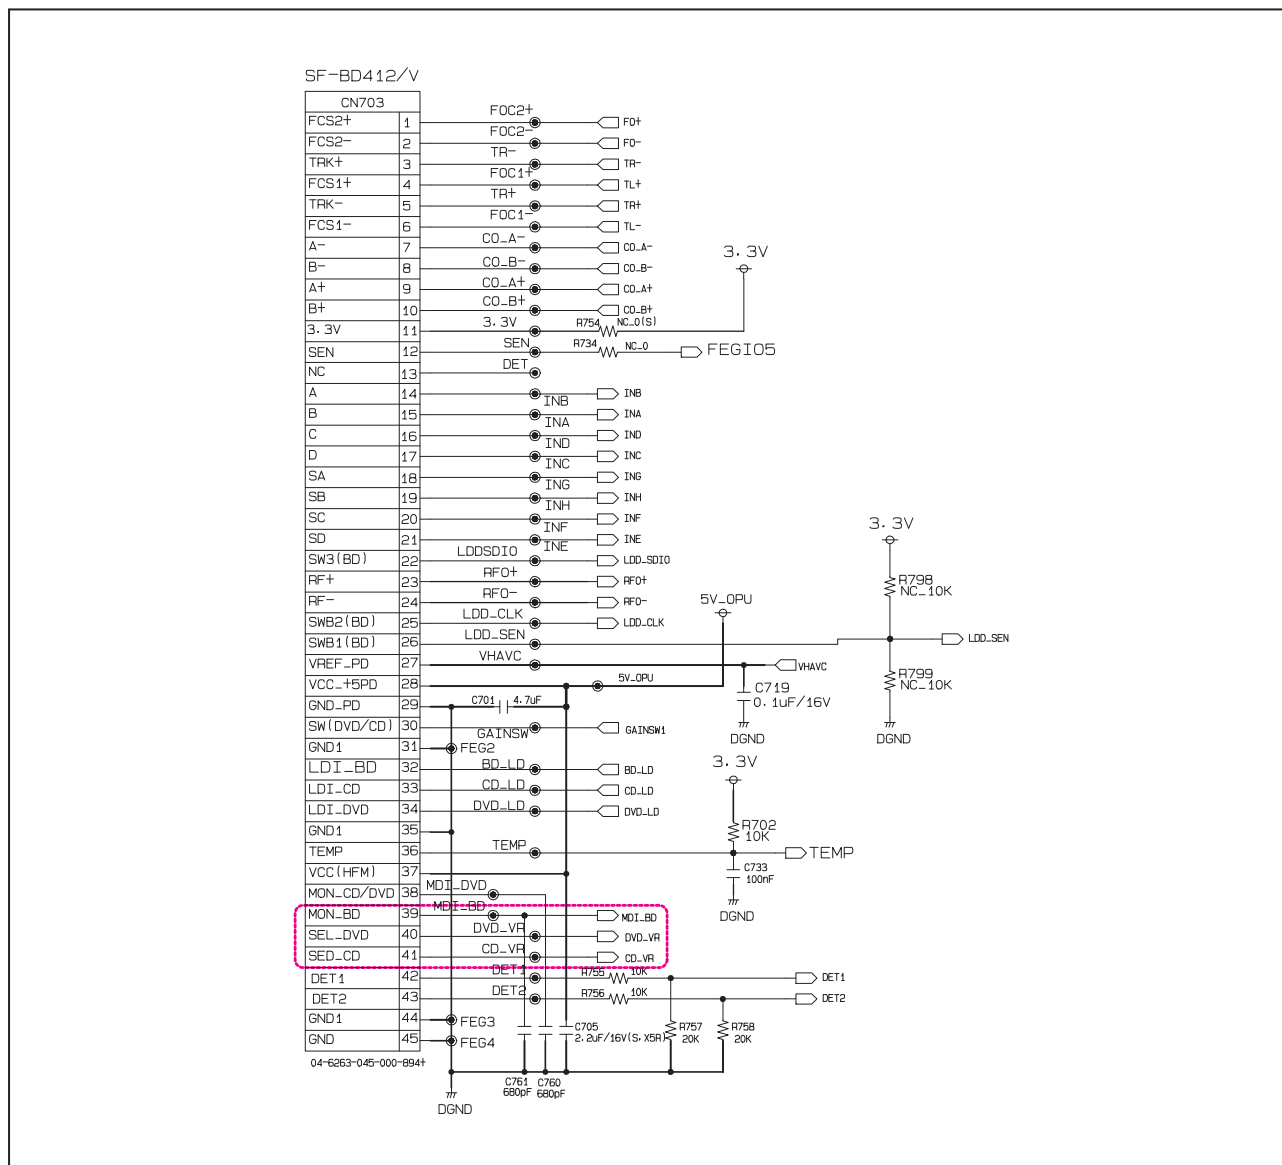 SF-BD412/V
CN703
FCS2+ 1 FOC2+ FO+
FCS2- 2 FOC2- FO-
TRK+ 3 TR- TR-
FCS1+ 4 FOC1+ TL+
TRK- 5 TR+ TR+
FCS1- 6 FOC1- TL-
A- 7 CO_A- CO_A-
3.3V
B- 8 CO_B- CO_B-
A+ 9 CO_A+ CO_A+
B+ 10 CO_B+ CO_B+
3.3V 11 3.3V R754 NC_0(S)
SEN 12 SEN R734 NC_0 FEGIO5
NC 13 DET
A 14 INB INB
B 15 INA INA
C 16 IND IND
D 17 INC INC
SA 18 ING ING
SB 19 INH INH
SC 20 INF INF
3.3V
SD 21 INE INE
SW3(BD) 22 LDDSDIO LDD_SDIO
RF+ 23 RFO+ RFO+
R798
NC_10K
RF- 24 RFO- RFO-
5V_OPU
SWB2(BD) 25 LDD_CLK LDD_CLK
SWB1(BD) 26 LDD_SEN LDD_SEN
VREF_PD 27 VHAVC VHAVC
VCC_+5PD 28 5V_OPU
R799
NC_10K
C719
0.1uF/16V
GND_PD 29 C701 4.7uF
SW(DVD/CD) 30 GAINSW GAINSW1
DGND DGND
GND1 31 FEG2
3.3V
LDI_BD 32 BD_LD BD_LD
LDI_CD 33 CD_LD CD_LD
LDI_DVD 34 DVD_LD DVD_LD
R702
10K
GND1 35
TEMP 36 TEMP TEMP
VCC(HFM) 37
C733
100nF
MON_CD/DVD 38 MDI_DVD
DGND
MON_BD 39 MDI_BD MDI_BD
SEL_DVD 40 DVD_VR DVD_VR
SED_CD 41 CD_VR CD_VR
DET1 42 DET1 R755 10K DET1
DET2 43 DET2 R756 10K DET2
GND1 44 FEG3
C705
2.2uF/16V(S,X5R)
R757
20K
R758
20K
GND 45 FEG4
04-6263-045-000-894+
C761 C760
680pF 680pF
DGND